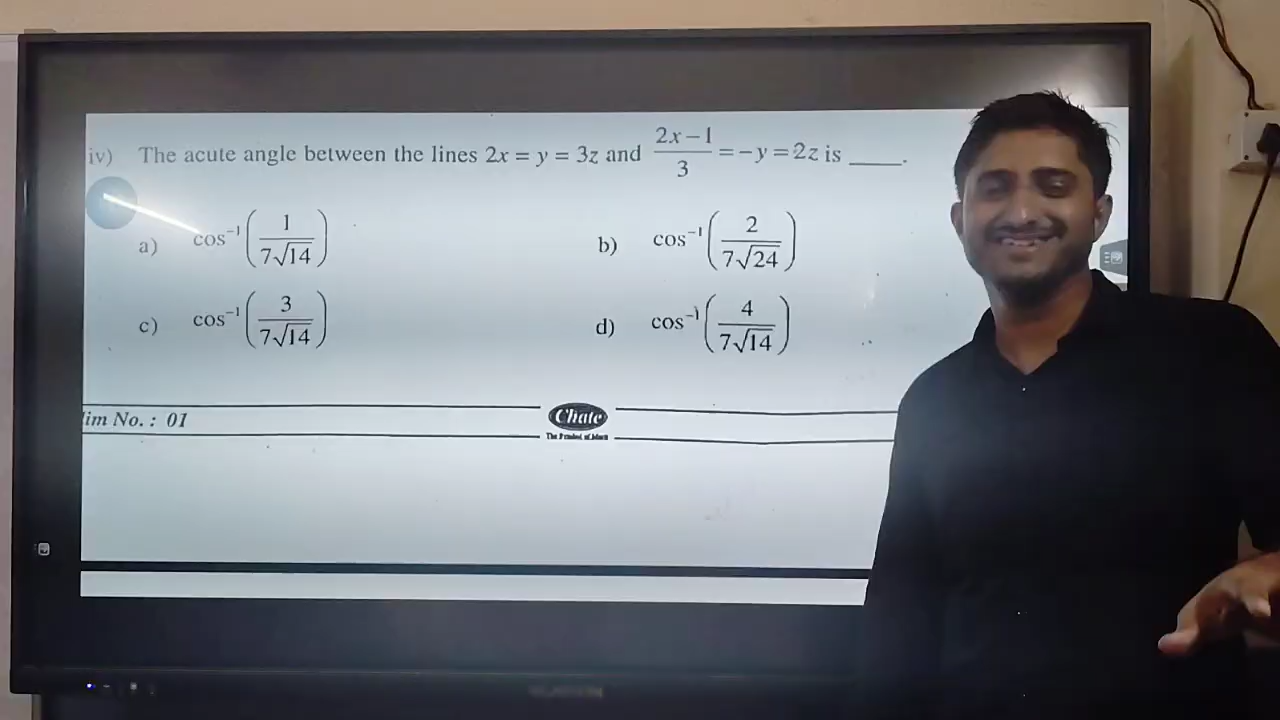 iv) The acute angle between the lines 2x = y = 3z and (2x−1)/3 = −y = 2z is ____.
a) cos⁻¹(1/(7√14)) b) cos⁻¹(2/(7√24))
c) cos⁻¹(3/(7√14)) d) cos⁻¹(4/(7√14))
im No. : 01 Chate